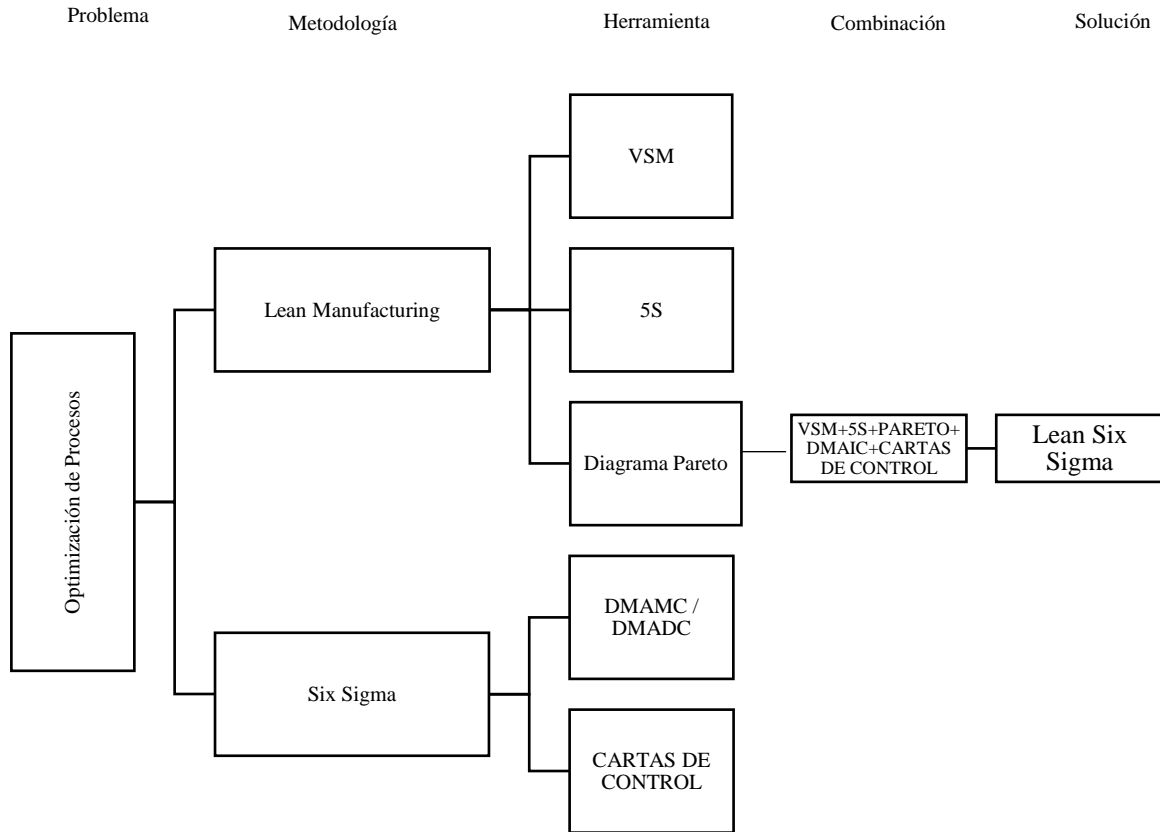 Problema
Metodología
Herramienta
Combinación
Solución
VSM
Lean Manufacturing
5S
Optimización de Procesos
Diagrama Pareto
VSM+5S+PARETO+
DMAIC+CARTAS
DE CONTROL
Lean Six
Sigma
DMAMC /
DMADC
Six Sigma
CARTAS DE
CONTROL